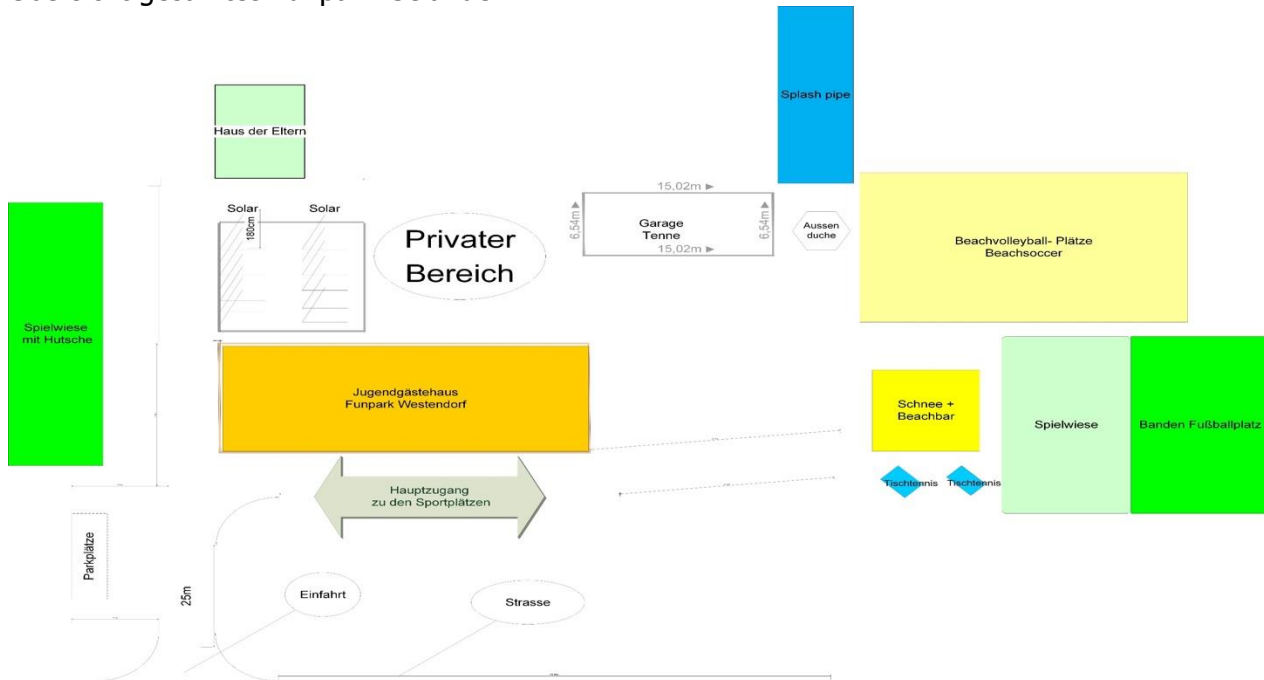 Splash pipe
Haus der Eltern
15,02m
Solar
Solar
180cm
6,54m
Garage
Tenne
6,54m
15,02m
Aussen
duche
Privater
Bereich
Beachvolleyball- Plätze
Beachsoccer
Spielwiese
mit Hutsche
Jugendgästehaus
Funpark Westendorf
Schnee +
Beachbar
Spielwiese
Banden Fußballplatz
Tischtennis
Tischtennis
Hauptzugang
zu den Sportplätzen
Parkplätze
25m
Einfahrt
Strasse